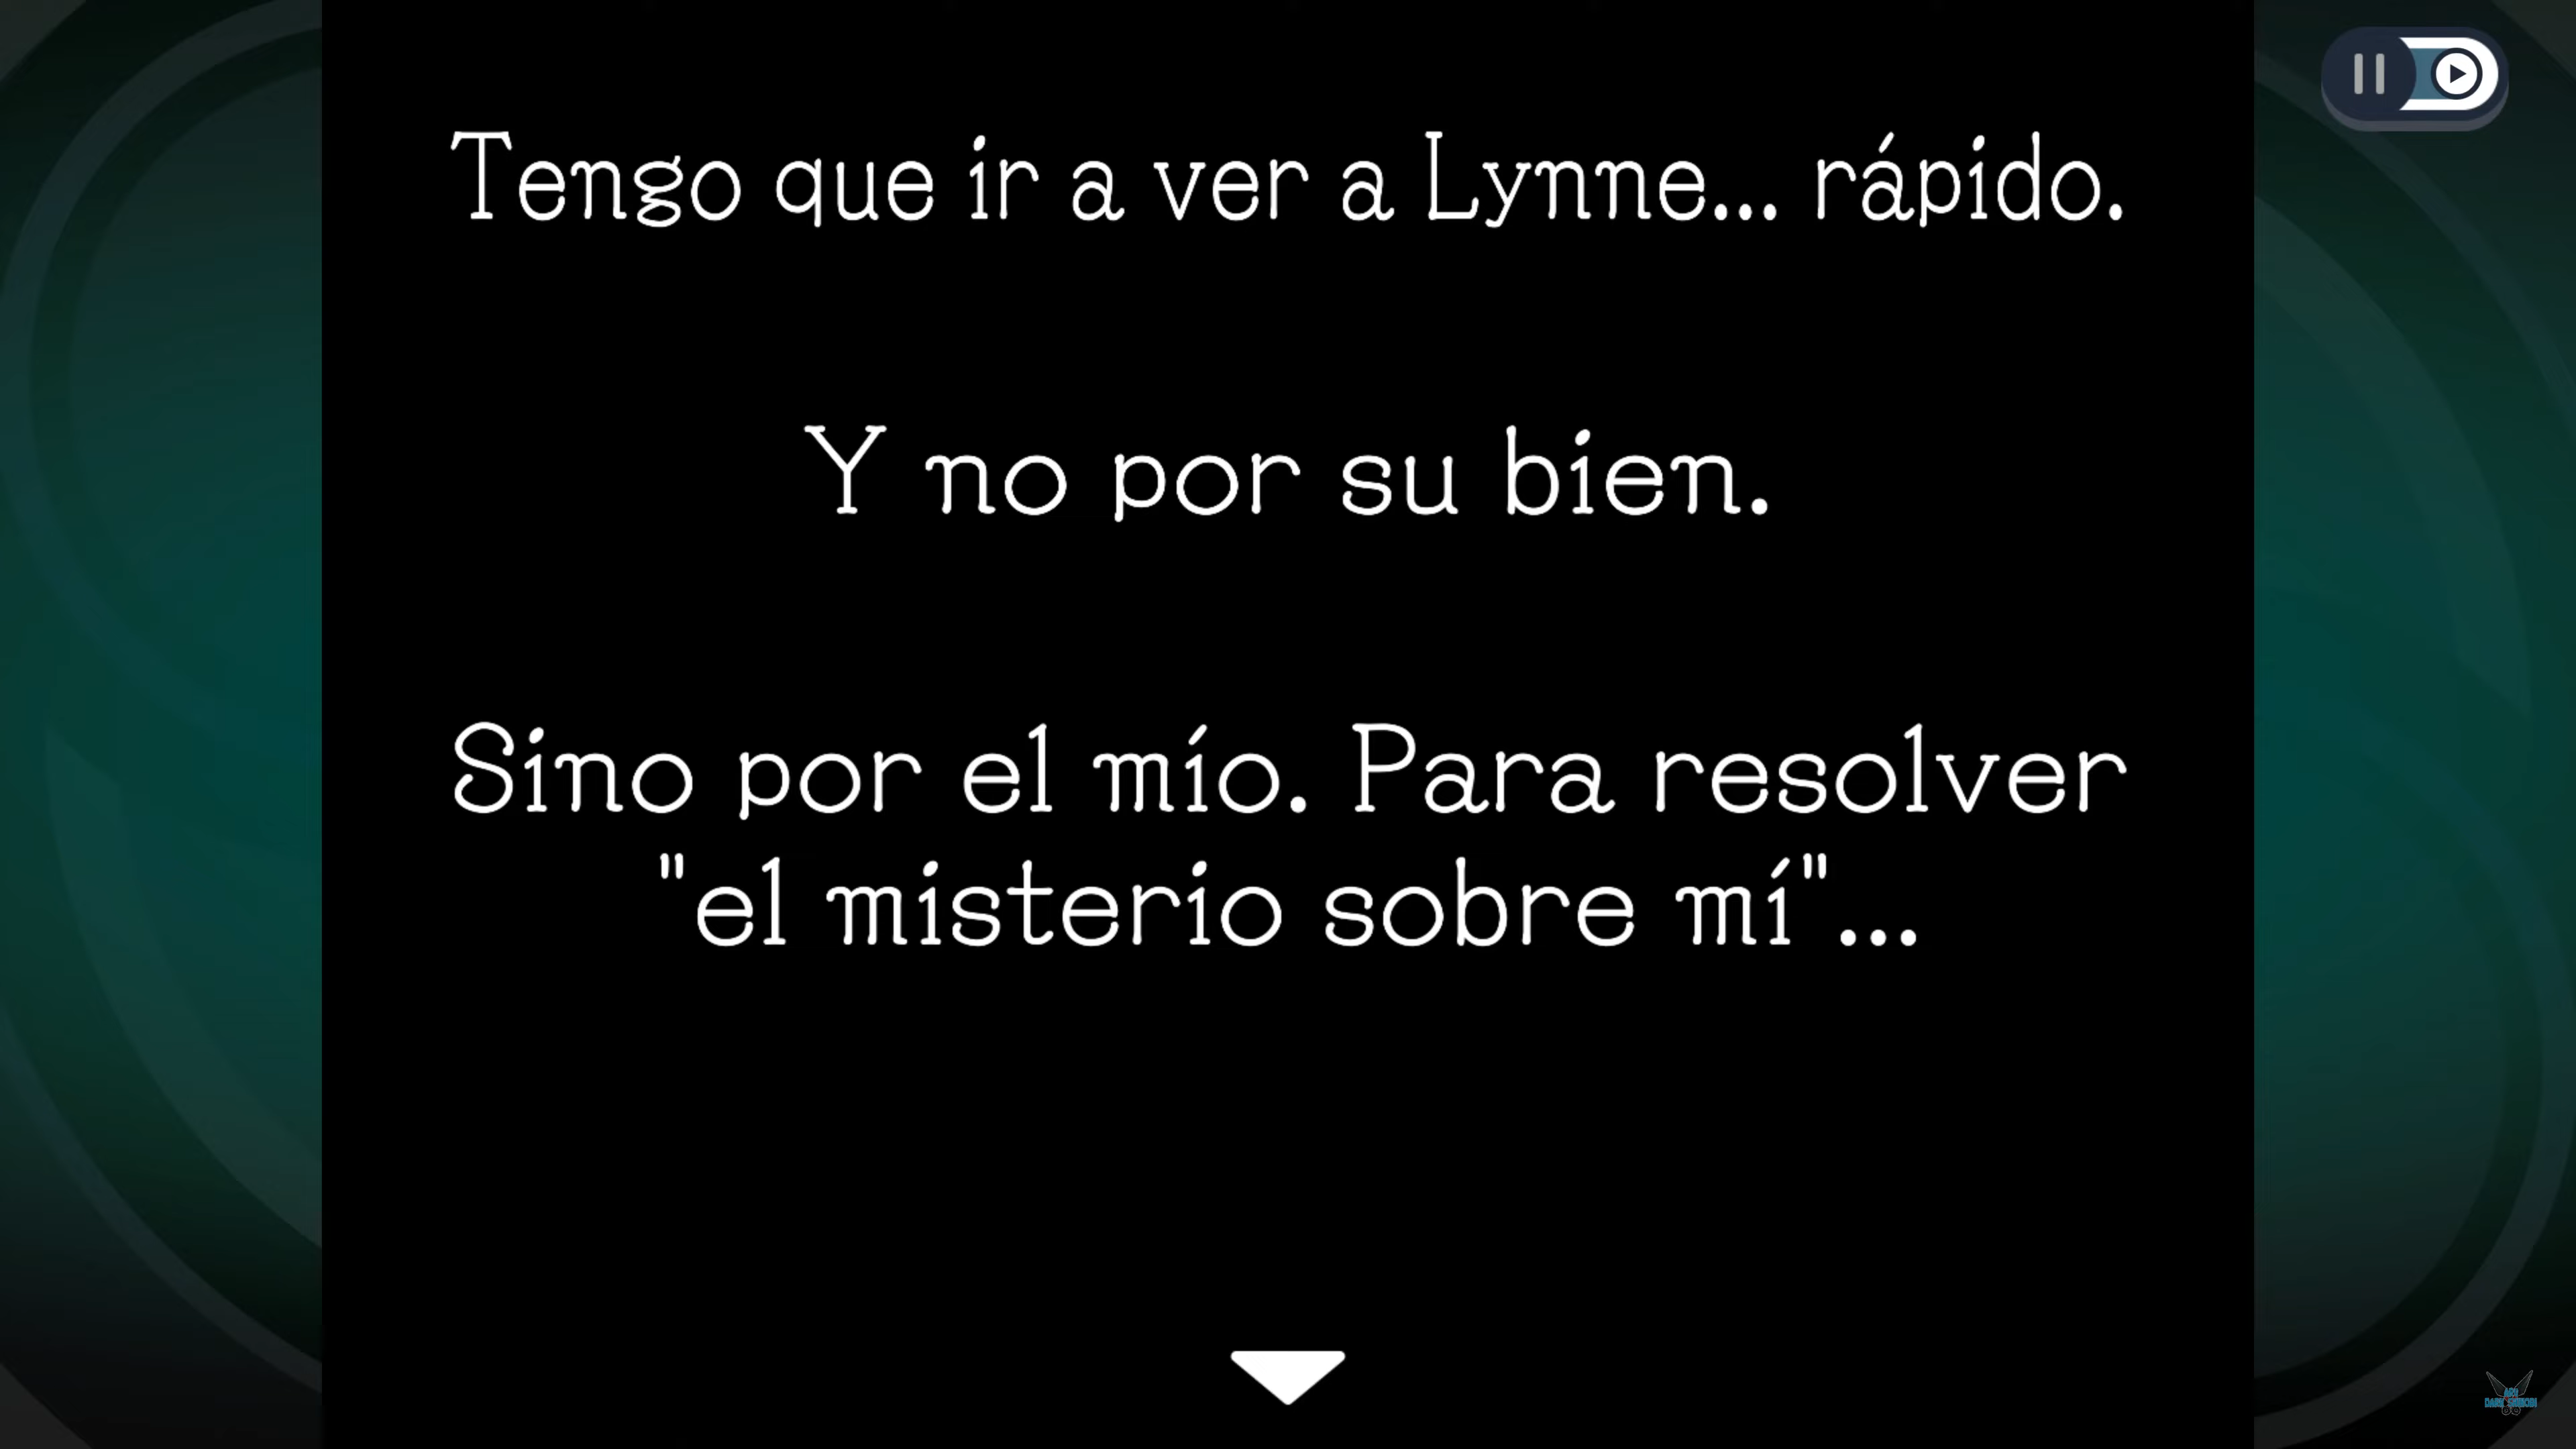 Tengo que ir a ver a Lynne... rápido.
Y no por su bien.
Sino por el mío. Para resolver
"el misterio sobre mí"...